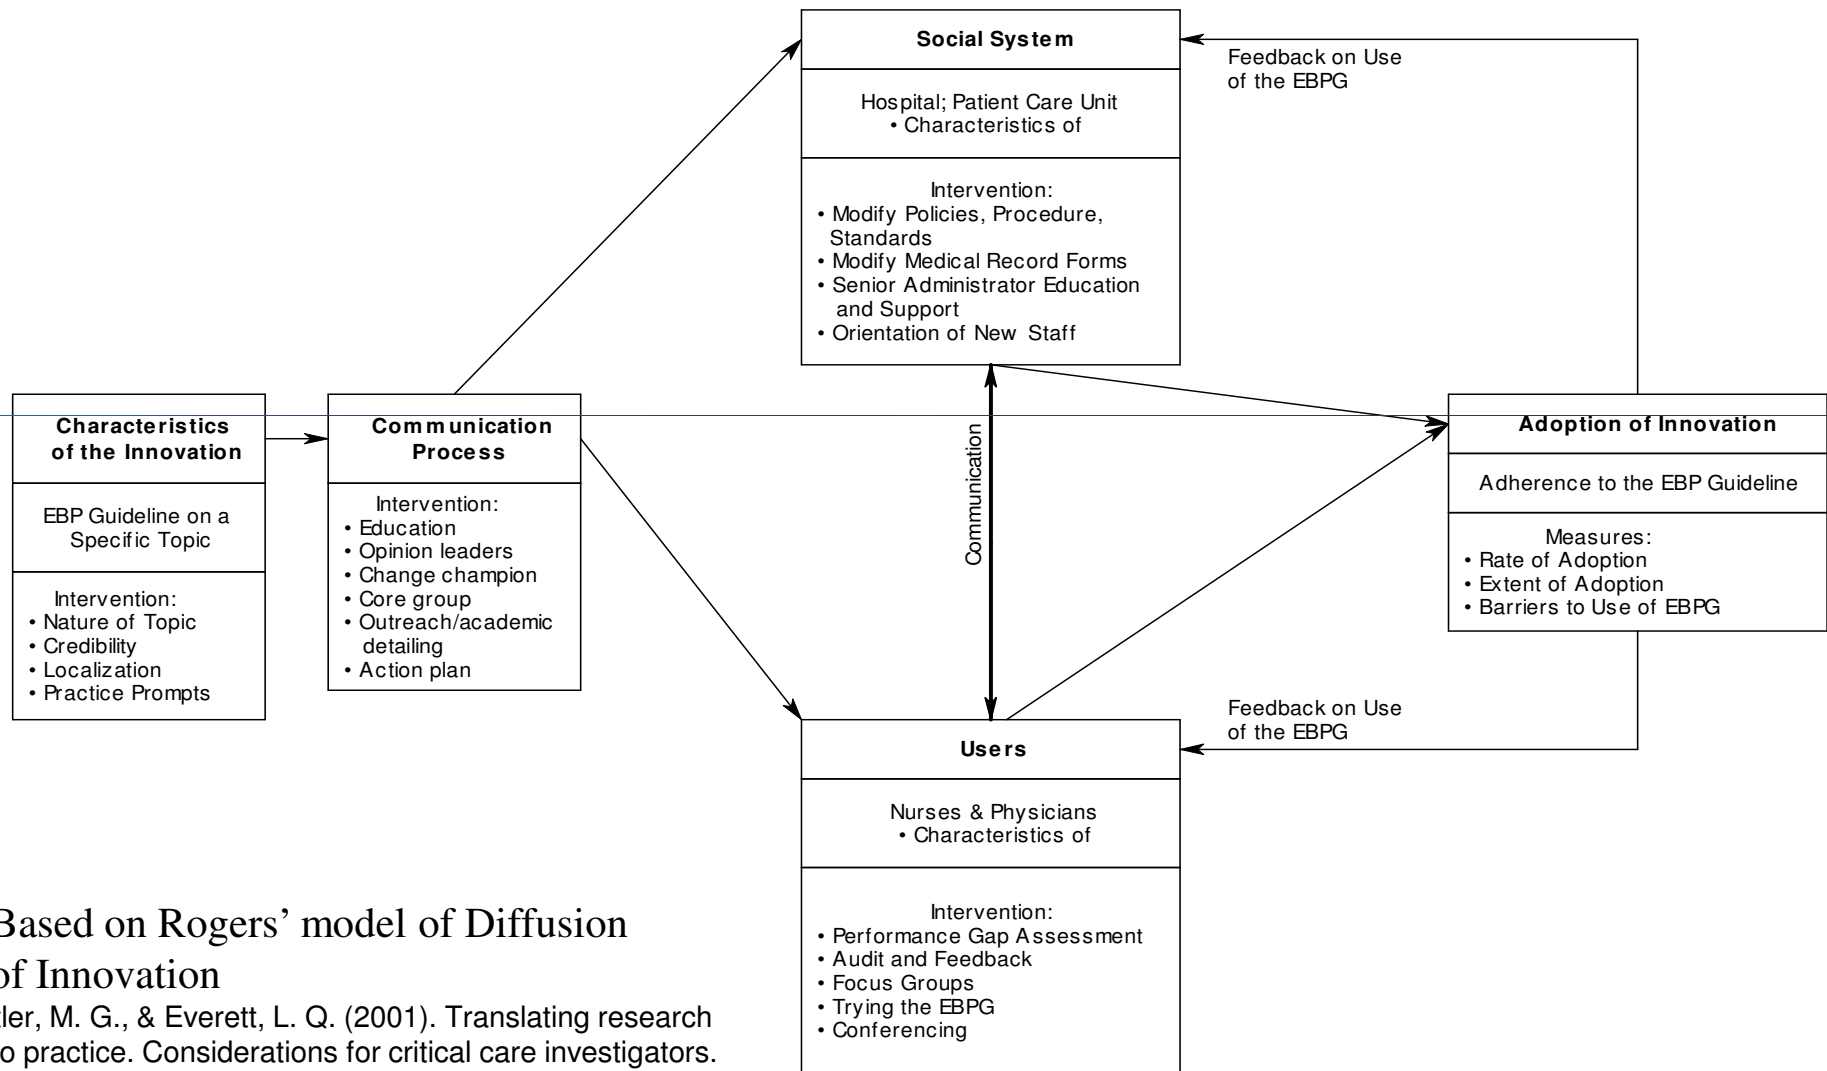 Social System
Hospital; Patient Care Unit
• Characteristics of
Intervention:
• Modify Policies, Procedure,
Standards
• Modify Medical Record Forms
• Senior Administrator Education
and Support
• Orientation of New Staff
Feedback on Use
of the EBPG
Characteristics
of the Innovation
EBP Guideline on a
Specific Topic
Intervention:
• Nature of Topic
• Credibility
• Localization
• Practice Prompts
Communication
Process
Intervention:
• Education
• Opinion leaders
• Change champion
• Core group
• Outreach/academic
detailing
• Action plan
Communication
Adoption of Innovation
Adherence to the EBP Guideline
Measures:
• Rate of Adoption
• Extent of Adoption
• Barriers to Use of EBPG
Feedback on Use
of the EBPG
Users
Nurses & Physicians
• Characteristics of
Intervention:
• Performance Gap Assessment
• Audit and Feedback
• Focus Groups
• Trying the EBPG
• Conferencing
Based on Rogers’ model of Diffusion
of Innovation
M. G., & Everett, L. Q. (2001). Translating research
practice. Considerations for critical care investigators.